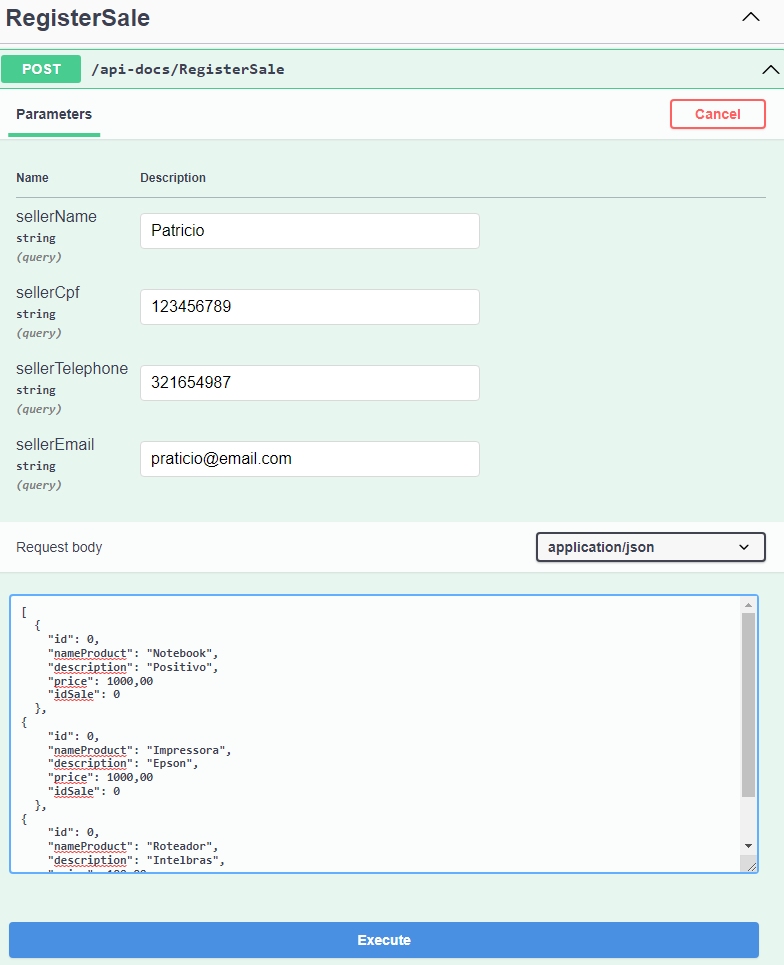 RegisterSale
POST /api-docs/RegisterSale
Parameters
Cancel
Name Description
sellerName
string
(query)
Patricio
sellerCpf
string
(query)
123456789
sellerTelephone
string
(query)
321654987
sellerEmail
string
(query)
praticio@email.com
Request body
application/json
[
{
"id": 0,
"nameProduct": "Notebook",
"description": "Positivo",
"price": 1000,00
"idSale": 0
},
{
"id": 0,
"nameProduct": "Impressora",
"description": "Epson",
"price": 1000,00
"idSale": 0
},
{
"id": 0,
"nameProduct": "Roteador",
"description": "Intelbras",
Execute